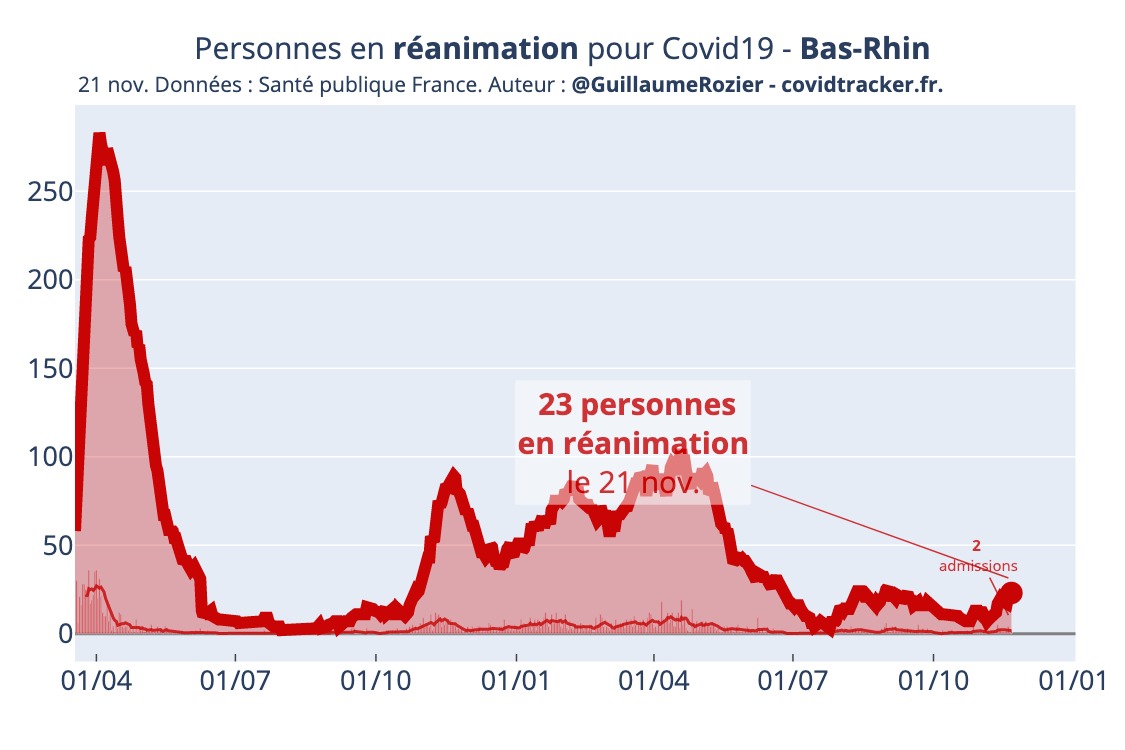 Personnes en réanimation pour Covid19 - Bas-Rhin
21 nov. Données : Santé publique France. Auteur : @GuillaumeRozier - covidtracker.fr.
250
200
150
100
50
0
23 personnes
en réanimation
le 21 nov.
2
admissions
01/04
01/07
01/10
01/01
01/04
01/07
01/10
01/01